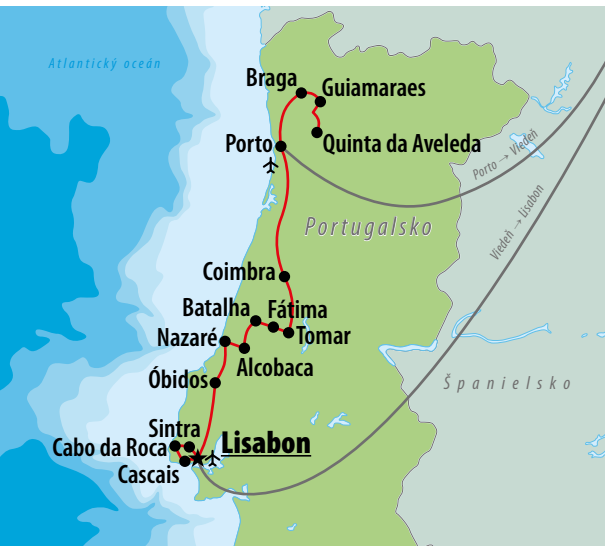 Atlantický oceán
Braga
Guiamaraes
Porto
Quinta da Aveleda
Porto → Viedeň
Viedeň → Lisabon
Portugalsko
Coimbra
Batalha
Fátima
Nazaré
Tomar
Alcobaca
Óbidos
Španielsko
Sintra
Cabo da Roca
Lisabon
Cascais